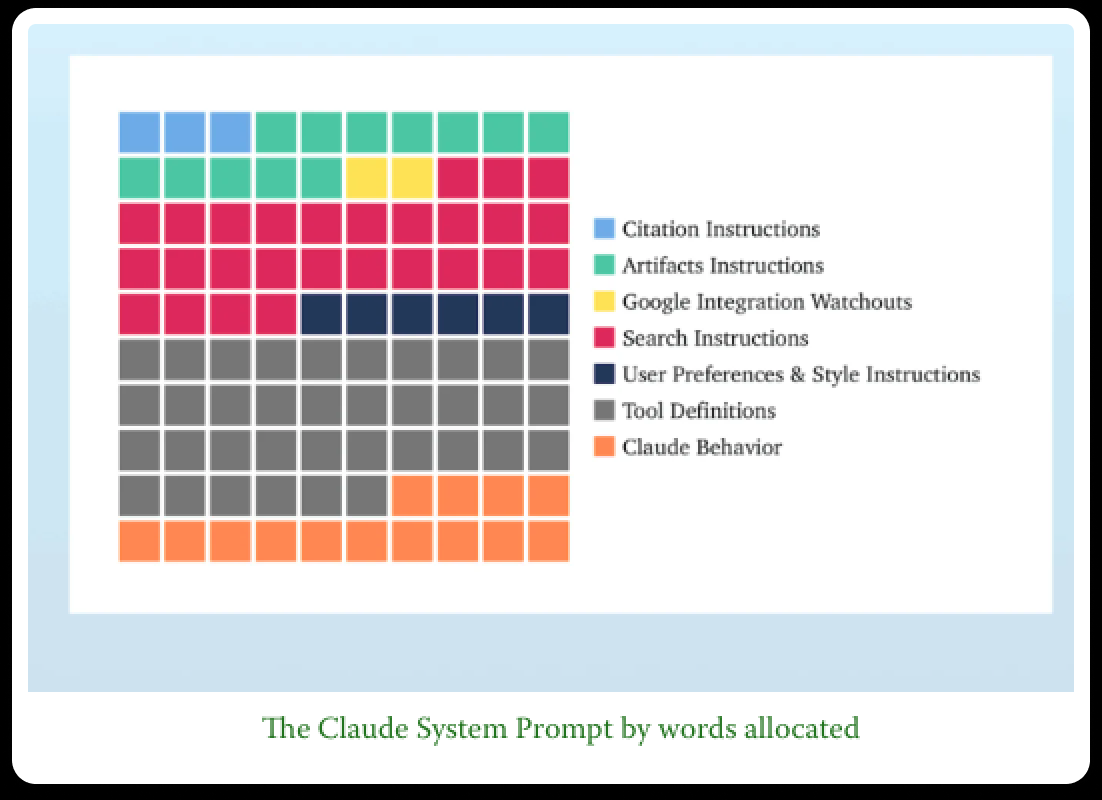 Citation Instructions
Artifacts Instructions
Google Integration Watchouts
Search Instructions
User Preferences & Style Instructions
Tool Definitions
Claude Behavior
The Claude System Prompt by words allocated